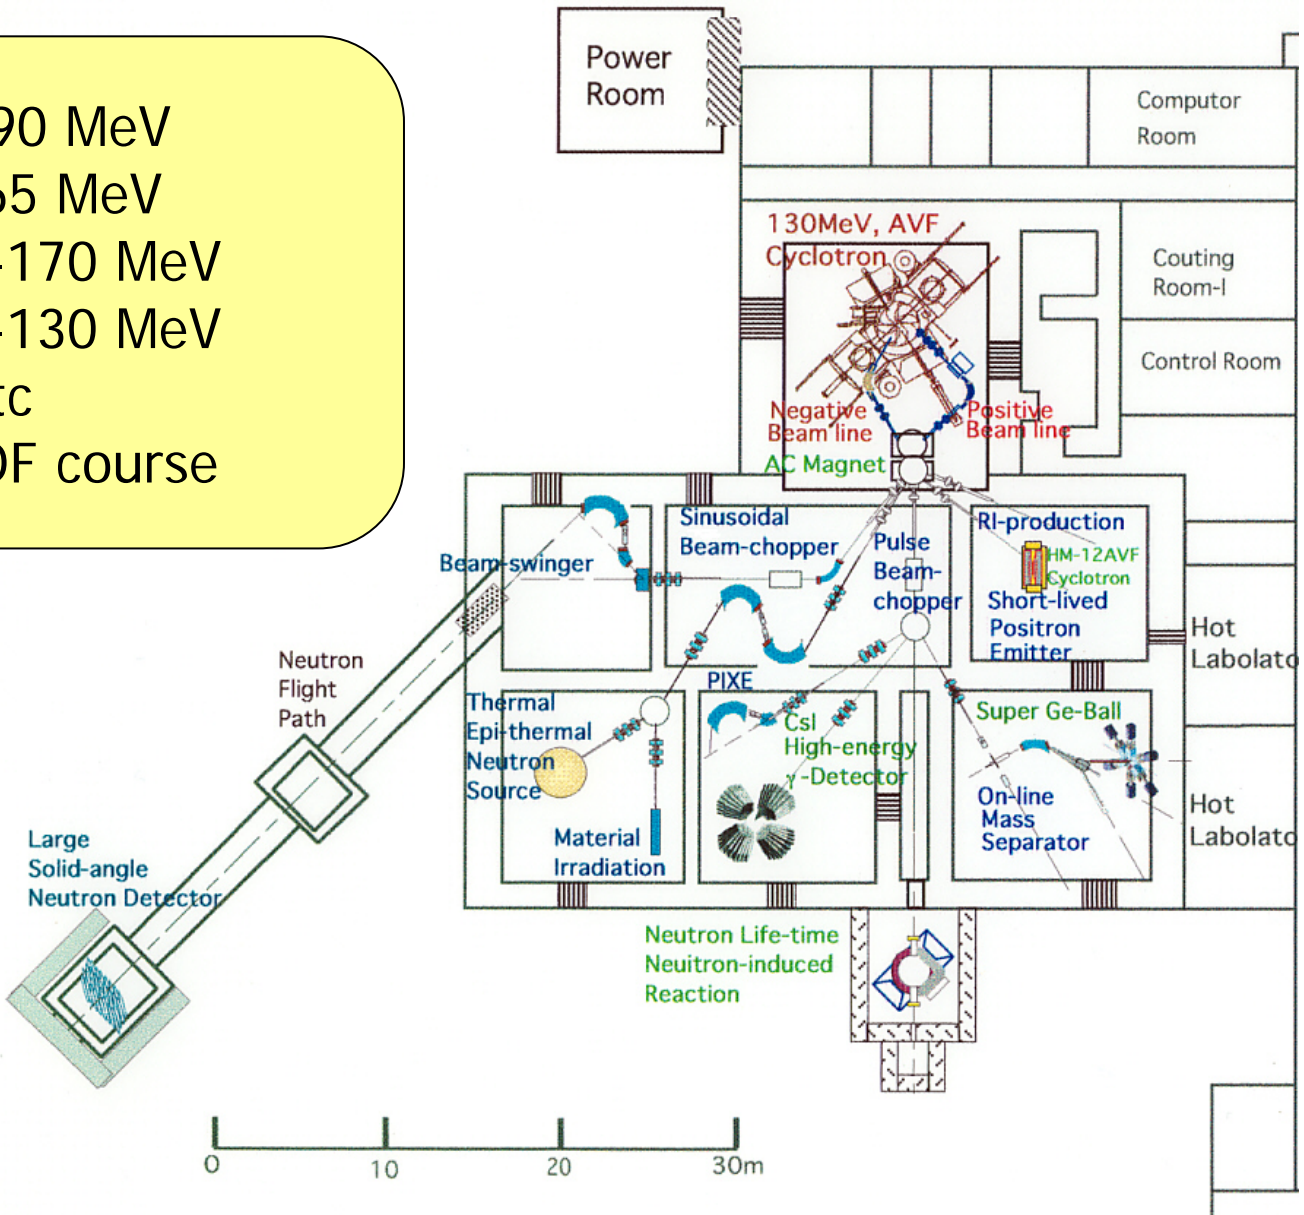 90 MeV
65 MeV
-170 MeV
-130 MeV
tc
OF course
Power
Room
Computor
Room
130MeV, AVF
Cyclotron
Couting
Room-I
Control Room
Negative
Beam line
Positive
Beam line
AC Magnet
Sinusoidal
Beam-chopper
Pulse
Beam-
chopper
RI-production
HM-12AVF
Cyclotron
Short-lived
Positron
Emitter
Beam-swinger
Hot
Labolato
Neutron
Flight
Path
PIXE
Thermal
Epi-thermal
Neutron
Source
CsI
High-energy
γ-Detector
Super Ge-Ball
On-line
Mass
Separator
Hot
Labolato
Material
Irradiation
Large
Solid-angle
Neutron Detector
Neutron Life-time
Neuitron-induced
Reaction
0 10 20 30m